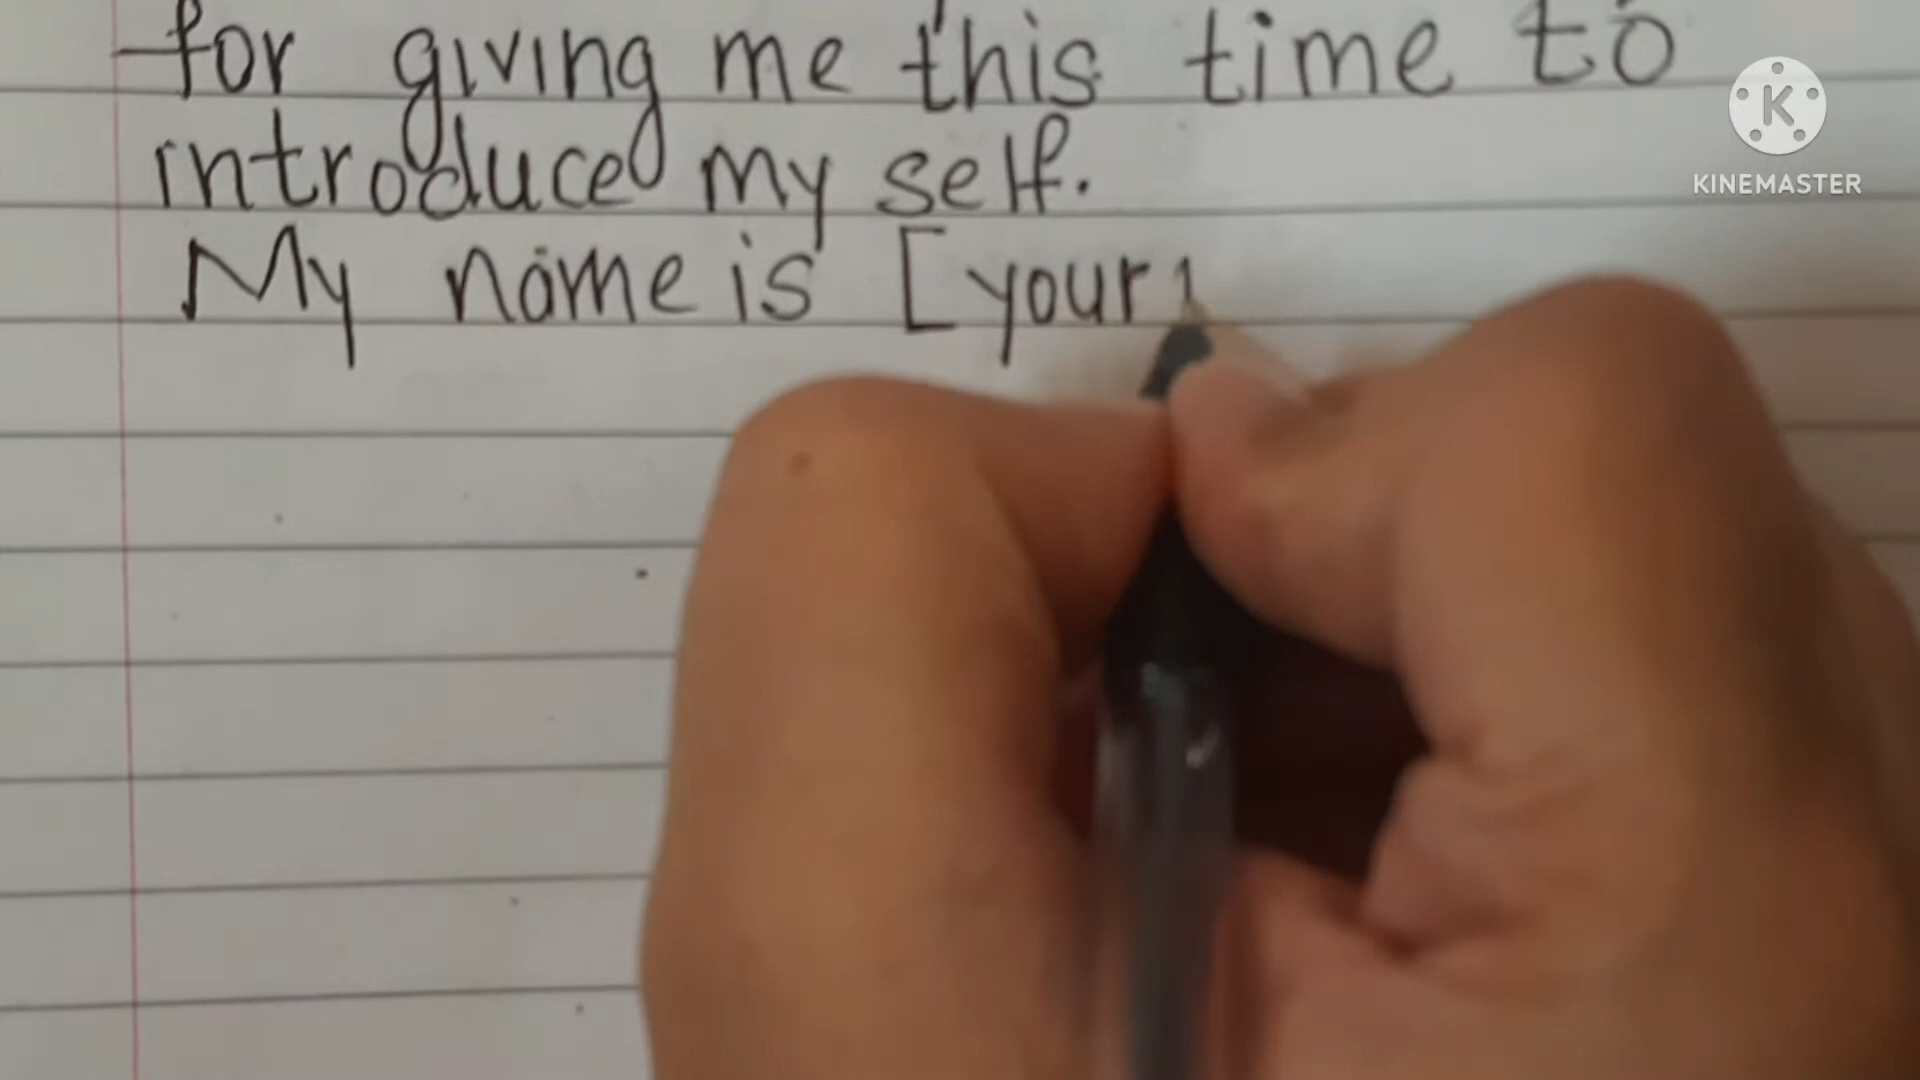 for giving me this time to
introduce my self.
My name is [your
K
KINEMASTER